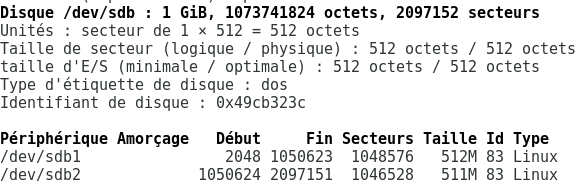 Disque /dev/sdb : 1 GiB, 1073741824 octets, 2097152 secteurs
Unités : secteur de 1 × 512 = 512 octets
Taille de secteur (logique / physique) : 512 octets / 512 octets
taille d'E/S (minimale / optimale) : 512 octets / 512 octets
Type d'étiquette de disque : dos
Identifiant de disque : 0x49cb323c
Périphérique Amorçage Début Fin Secteurs Taille Id Type
/dev/sdb1 2048 1050623 1048576 512M 83 Linux
/dev/sdb2 1050624 2097151 1046528 511M 83 Linux